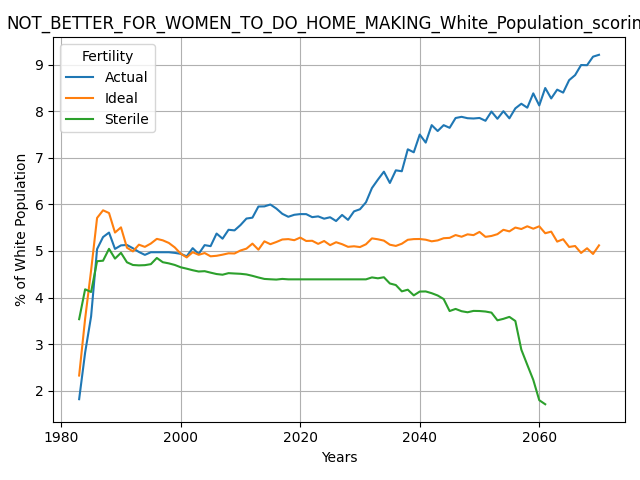 NOT_BETTER_FOR_WOMEN_TO_DO_HOME_MAKING_White_Population_scorin
Fertility
Actual
Ideal
Sterile
% of White Population
9
8
7
6
5
4
3
2
1980 2000 2020 2040 2060
Years